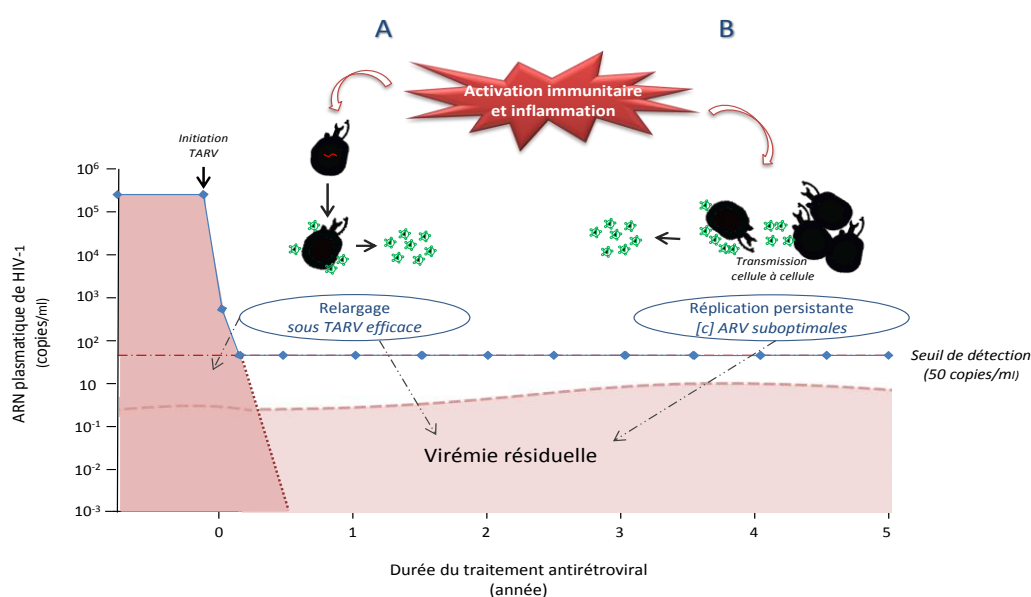 A
B
Activation immunitaire
et inflammation
Initiation
TARV
10⁶
10⁵
10⁴
10³
10²
10
10⁻¹
10⁻²
10⁻³
ARN plasmatique de HIV-1
(copies/ml)
Transmission
cellule à cellule
Relargage
sous TARV efficace
Réplication persistante
[c] ARV suboptimales
Seuil de détection
(50 copies/ml)
Virémie résiduelle
0
1
2
3
4
5
Durée du traitement antirétroviral
(année)